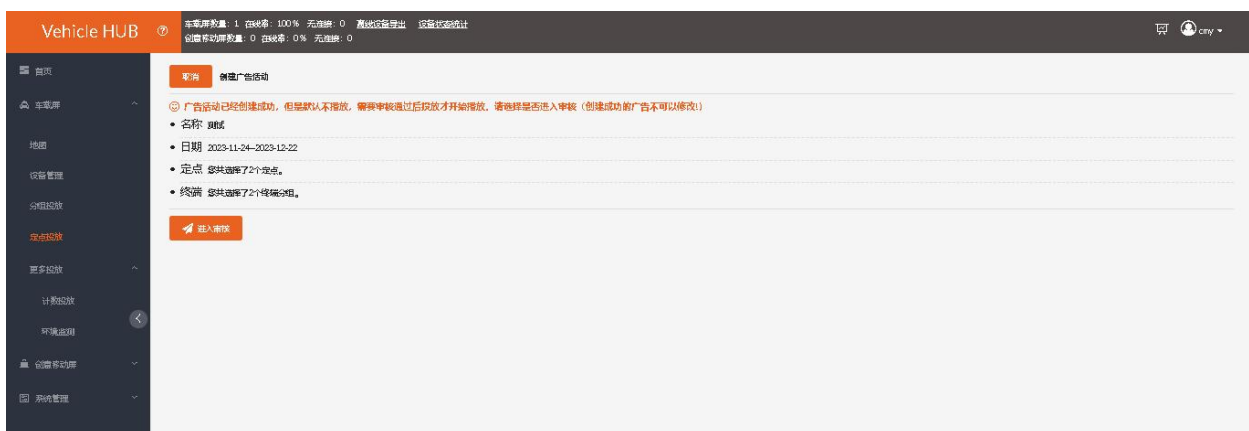 Vehicle HUB
车载屏数量: 1 在线率: 100% 无连接: 0 离线设备导出 设备状态统计
创意移动屏数量: 0 在线率: 0% 无连接: 0
cmy
首页
车载屏
地图
设备管理
分组投放
定点投放
更多投放
计数投放
环境监测
创意移动屏
系统管理
取消 创建广告活动
广告活动已经创建成功，但是默认不播放，需要审核通过后投放才开始播放，请选择是否进入审核（创建成功的广告不可以修改!）
• 名称 测试
• 日期 2023-11-24--2023-12-22
• 定点 您共选择了2个定点。
• 终端 您共选择了2个终端分组。
进入审核